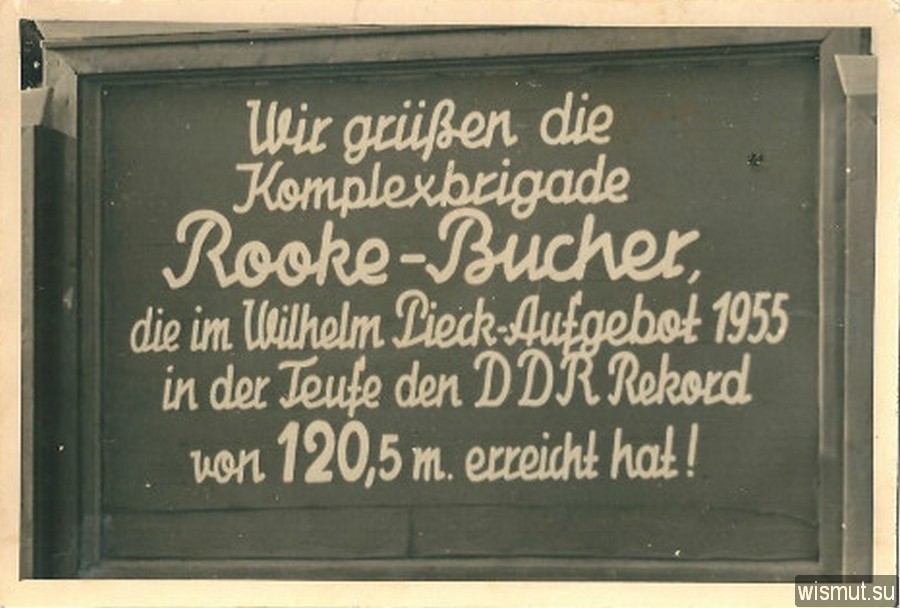 Wir grüßen die
Komplexbrigade
Rooke-Bucher,
die im Wilhelm Pieck-Aufgebot 1955
in der Teufe den DDR Rekord
von 120,5 m. erreicht hat!
wismut.su